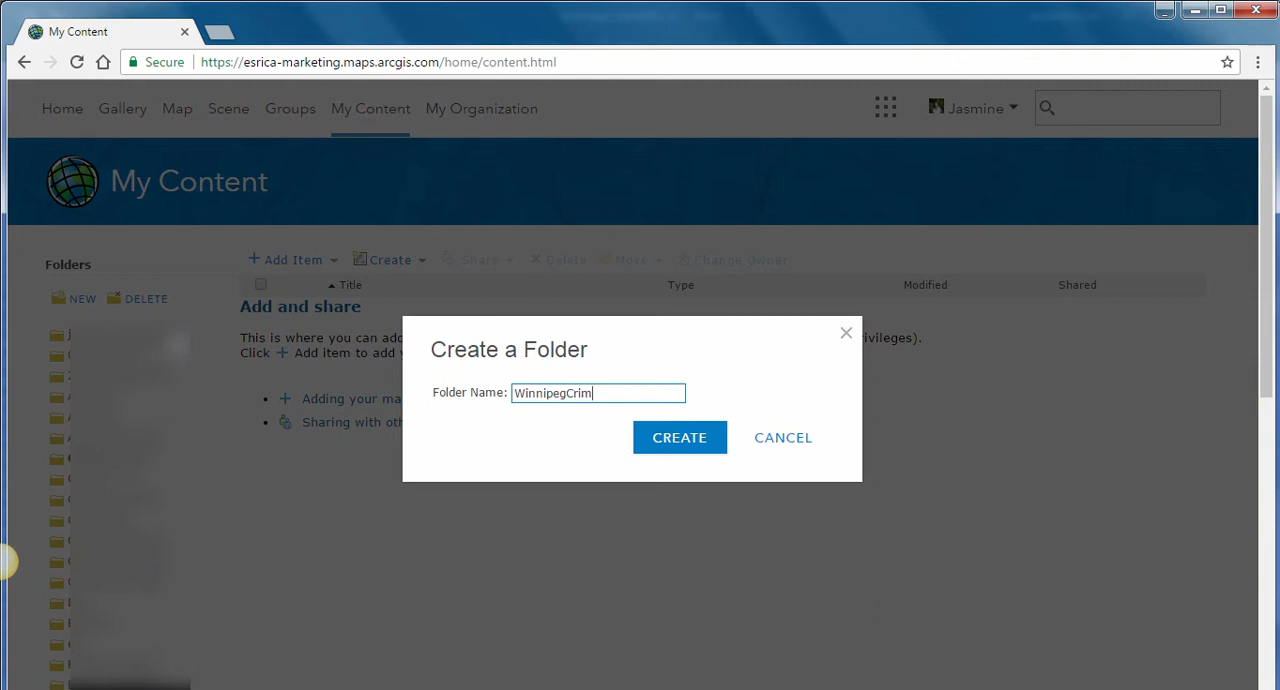 My Content
Secure https://esrica-marketing.maps.arcgis.com/home/content.html
Home Gallery Map Scene Groups My Content My Organization Jasmine
My Content
Folders
+ Add Item Create Share Delete Move Change Owner
NEW DELETE
Title Type Modified Shared
Add and share
This is where you can add
vileges).
Click + Add item to add
Adding your ma
Sharing with oth
Create a Folder
Folder Name: WinnipegCrim
CREATE CANCEL